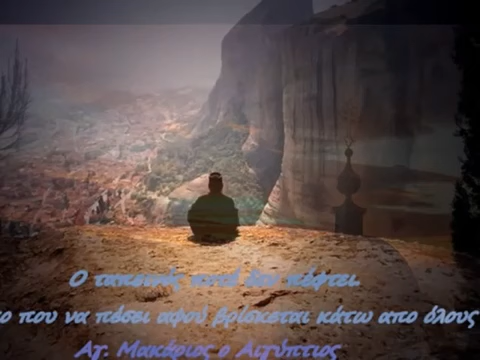 Ο ταπεινός ποτέ δεν πέφτει.
που να πέσει αφού βρίσκεται κάτω απο όλους
Αγ. Μακάριος ο Αιγύπτιος